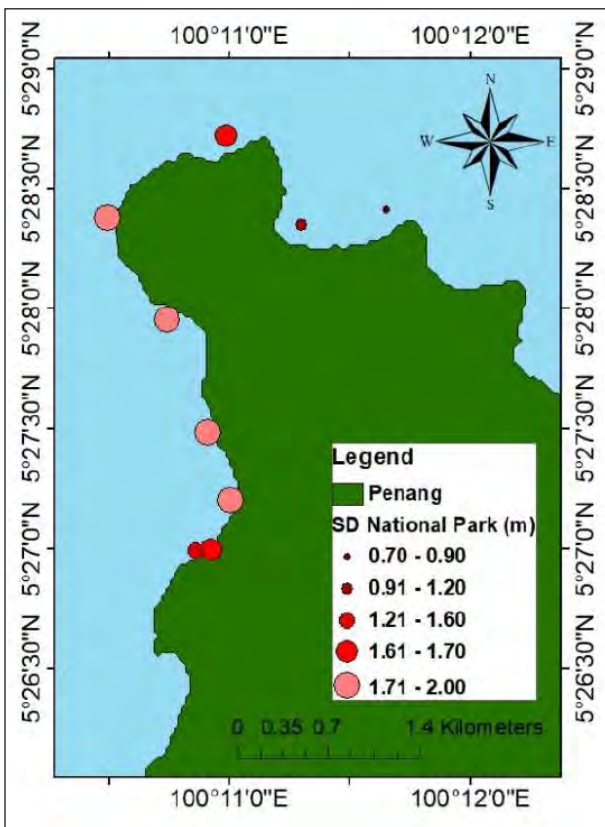 100°11'0"E 100°12'0"E
5°29'0"N 5°29'0"N
N
W E
S
5°28'30"N 5°28'30"N
5°28'0"N 5°28'0"N
5°27'30"N 5°27'30"N
Legend
Penang
SD National Park (m)
5°27'0"N 5°27'0"N
0.70 - 0.90
0.91 - 1.20
1.21 - 1.60
1.61 - 1.70
1.71 - 2.00
5°26'30"N 5°26'30"N
0 0.35 0.7 1.4 Kilometers
100°11'0"E 100°12'0"E